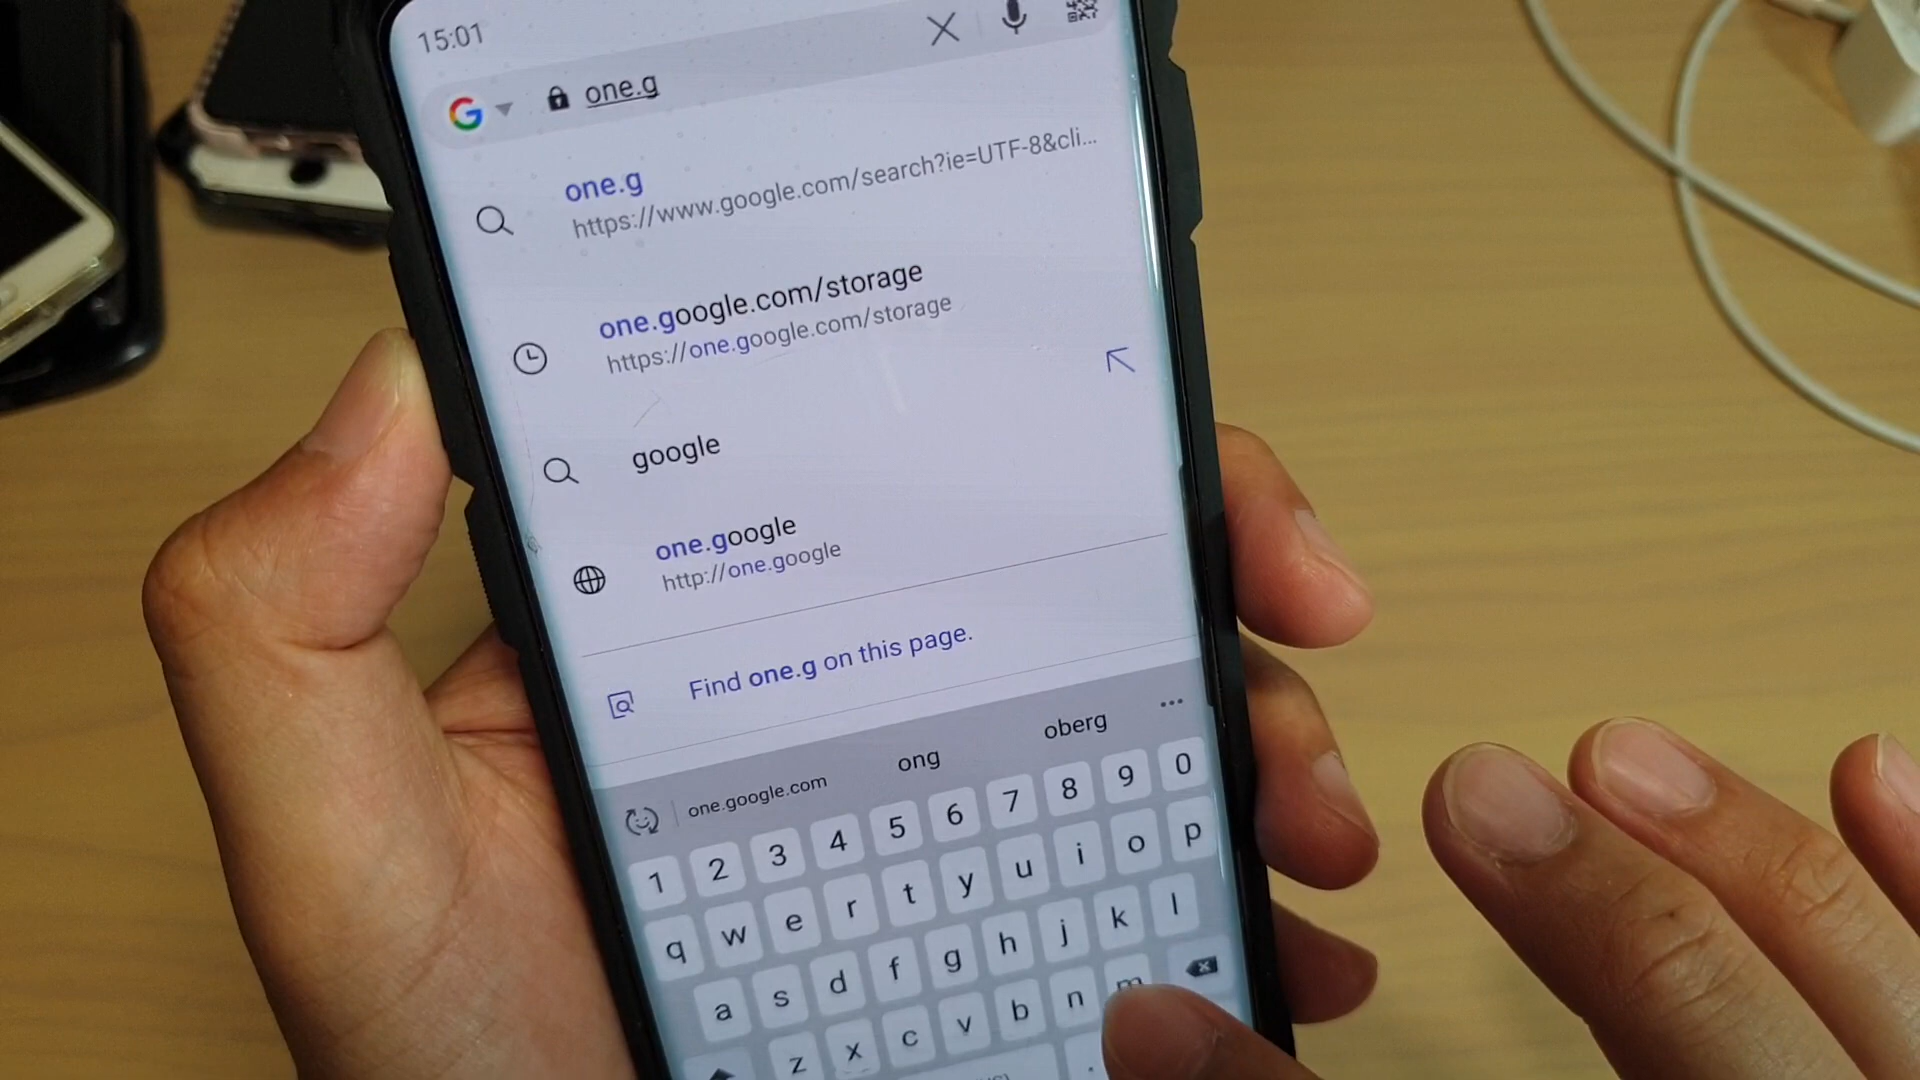 15:01
one.g
one.g
https://www.google.com/search?ie=UTF-8&cli...
one.google.com/storage
https://one.google.com/storage
google
one.google
http://one.google
Find one.g on this page.
one.google.com ong oberg ...
1 2 3 4 5 6 7 8 9 0
q w e r t y u i o p
a s d f g h j k l
z x c v b n m
.